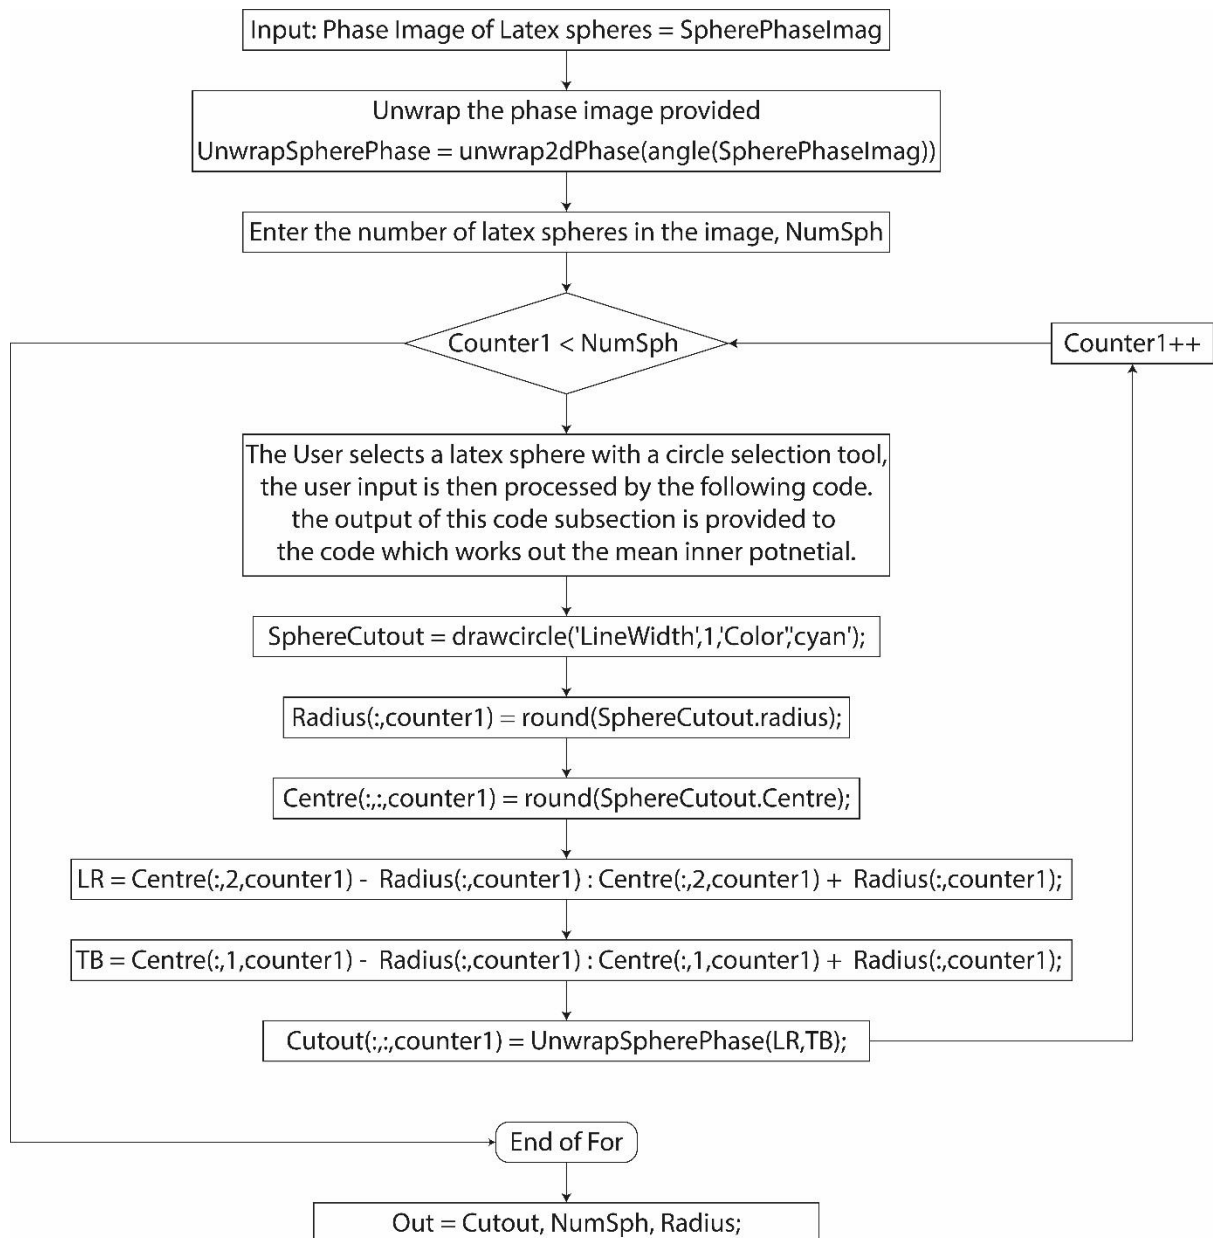 Input: Phase Image of Latex spheres = SpherePhaseImag
Unwrap the phase image provided
UnwrapSpherePhase = unwrap2dPhase(angle(SpherePhaseImag))
Enter the number of latex spheres in the image, NumSph
Counter1 < NumSph
Counter1++
The User selects a latex sphere with a circle selection tool,
the user input is then processed by the following code.
the output of this code subsection is provided to
the code which works out the mean inner potnetial.
SphereCutout = drawcircle('LineWidth',1,'Color','cyan');
Radius(:,counter1) = round(SphereCutout.radius);
Centre(:,:,counter1) = round(SphereCutout.Centre);
LR = Centre(:,2,counter1) - Radius(:,counter1) : Centre(:,2,counter1) + Radius(:,counter1);
TB = Centre(:,1,counter1) - Radius(:,counter1) : Centre(:,1,counter1) + Radius(:,counter1);
Cutout(:,:,counter1) = UnwrapSpherePhase(LR,TB);
End of For
Out = Cutout, NumSph, Radius;